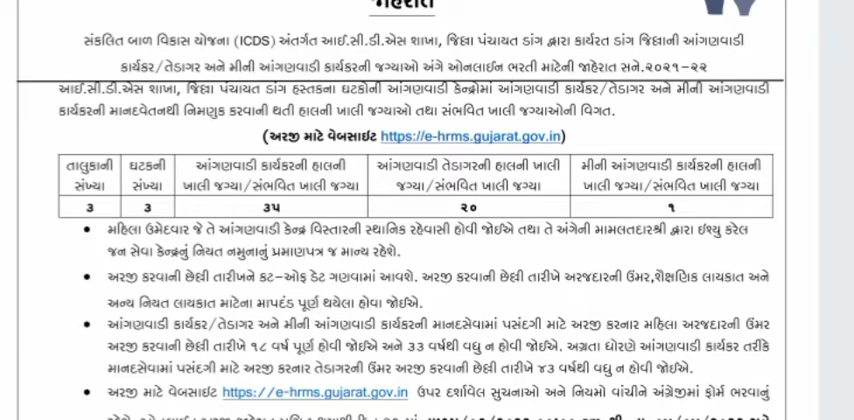 જાહેરાત
સંકલિત બાળ વિકાસ યોજના (ICDS) અંતર્ગત આઈ.સી.ડી.એસ શાખા, જિલ્લા પંચાયત ડાંગ દ્વારા કાર્યરત ડાંગ જિલ્લાની આંગણવાડી
કાર્યકર/તેડાગર અને મીની આંગણવાડી કાર્યકરની જગ્યાઓ અંગે ઓનલાઈન ભરતી માટેની જાહેરાત સને.૨૦૨૧-૨૨
આઈ.સી.ડી.એસ શાખા, જિલ્લા પંચાયત ડાંગ હસ્તકના ઘટકોની આંગણવાડી કેન્દ્રોમાં આંગણવાડી કાર્યકર/તેડાગર અને મીની આંગણવાડી
કાર્યકરની માનદવેતનથી નિમણુક કરવાની થતી હાલની ખાલી જગ્યાઓ તથા સંભવિત ખાલી જગ્યાઓની વિગત.
(અરજી માટે વેબસાઈટ https://e-hrms.gujarat.gov.in)
તાલુકાની સંખ્યા ઘટકની સંખ્યા આંગણવાડી કાર્યકરની હાલની ખાલી જગ્યા/સંભવિત ખાલી જગ્યા આંગણવાડી તેડાગરની હાલની ખાલી જગ્યા/સંભવિત ખાલી જગ્યા મીની આંગણવાડી કાર્યકરની હાલની ખાલી જગ્યા/સંભવિત ખાલી જગ્યા
૩ ૩ ૩૫ ૨૦ ૧
• મહિલા ઉમેદવાર જે તે આંગણવાડી કેન્દ્ર વિસ્તારની સ્થાનિક રહેવાસી હોવી જોઈએ તથા તે અંગેની મામલતદારશ્રી દ્વારા ઈશ્યુ કરેલ
જન સેવા કેન્દ્રનું નિયત નમુનાનું પ્રમાણપત્ર જ માન્ય રહેશે.
• અરજી કરવાની છેલ્લી તારીખને કટ-ઓફ ડેટ ગણવામાં આવશે. અરજી કરવાની છેલ્લી તારીખે અરજદારની ઉંમર,શૈક્ષણિક લાયકાત અને
અન્ય નિયત લાયકાત માટેના માપદંડ પૂર્ણ થયેલા હોવા જોઈએ.
• આંગણવાડી કાર્યકર/તેડાગર અને મીની આંગણવાડી કાર્યકરની માનદસેવામાં પસંદગી માટે અરજી કરનાર મહિલા અરજદારની ઉંમર
અરજી કરવાની છેલ્લી તારીખે ૧૮ વર્ષ પૂર્ણ હોવી જોઈએ અને ૩૩ વર્ષથી વધુ ન હોવી જોઈએ. અગ્રતા ધોરણે આંગણવાડી કાર્યકર તરીકે
માનદસેવામાં પસંદગી માટે અરજી કરનાર તેડાગરની ઉંમર અરજી કરવાની છેલ્લી તારીખે ૪૩ વર્ષથી વધુ ન હોવી જોઈએ.
• અરજી માટે વેબસાઈટ https://e-hrms.gujarat.gov.in ઉપર દર્શાવેલ સુચનાઓ અને નિયમો વાંચીને અંગ્રેજીમાં ફોર્મ ભરવાનું